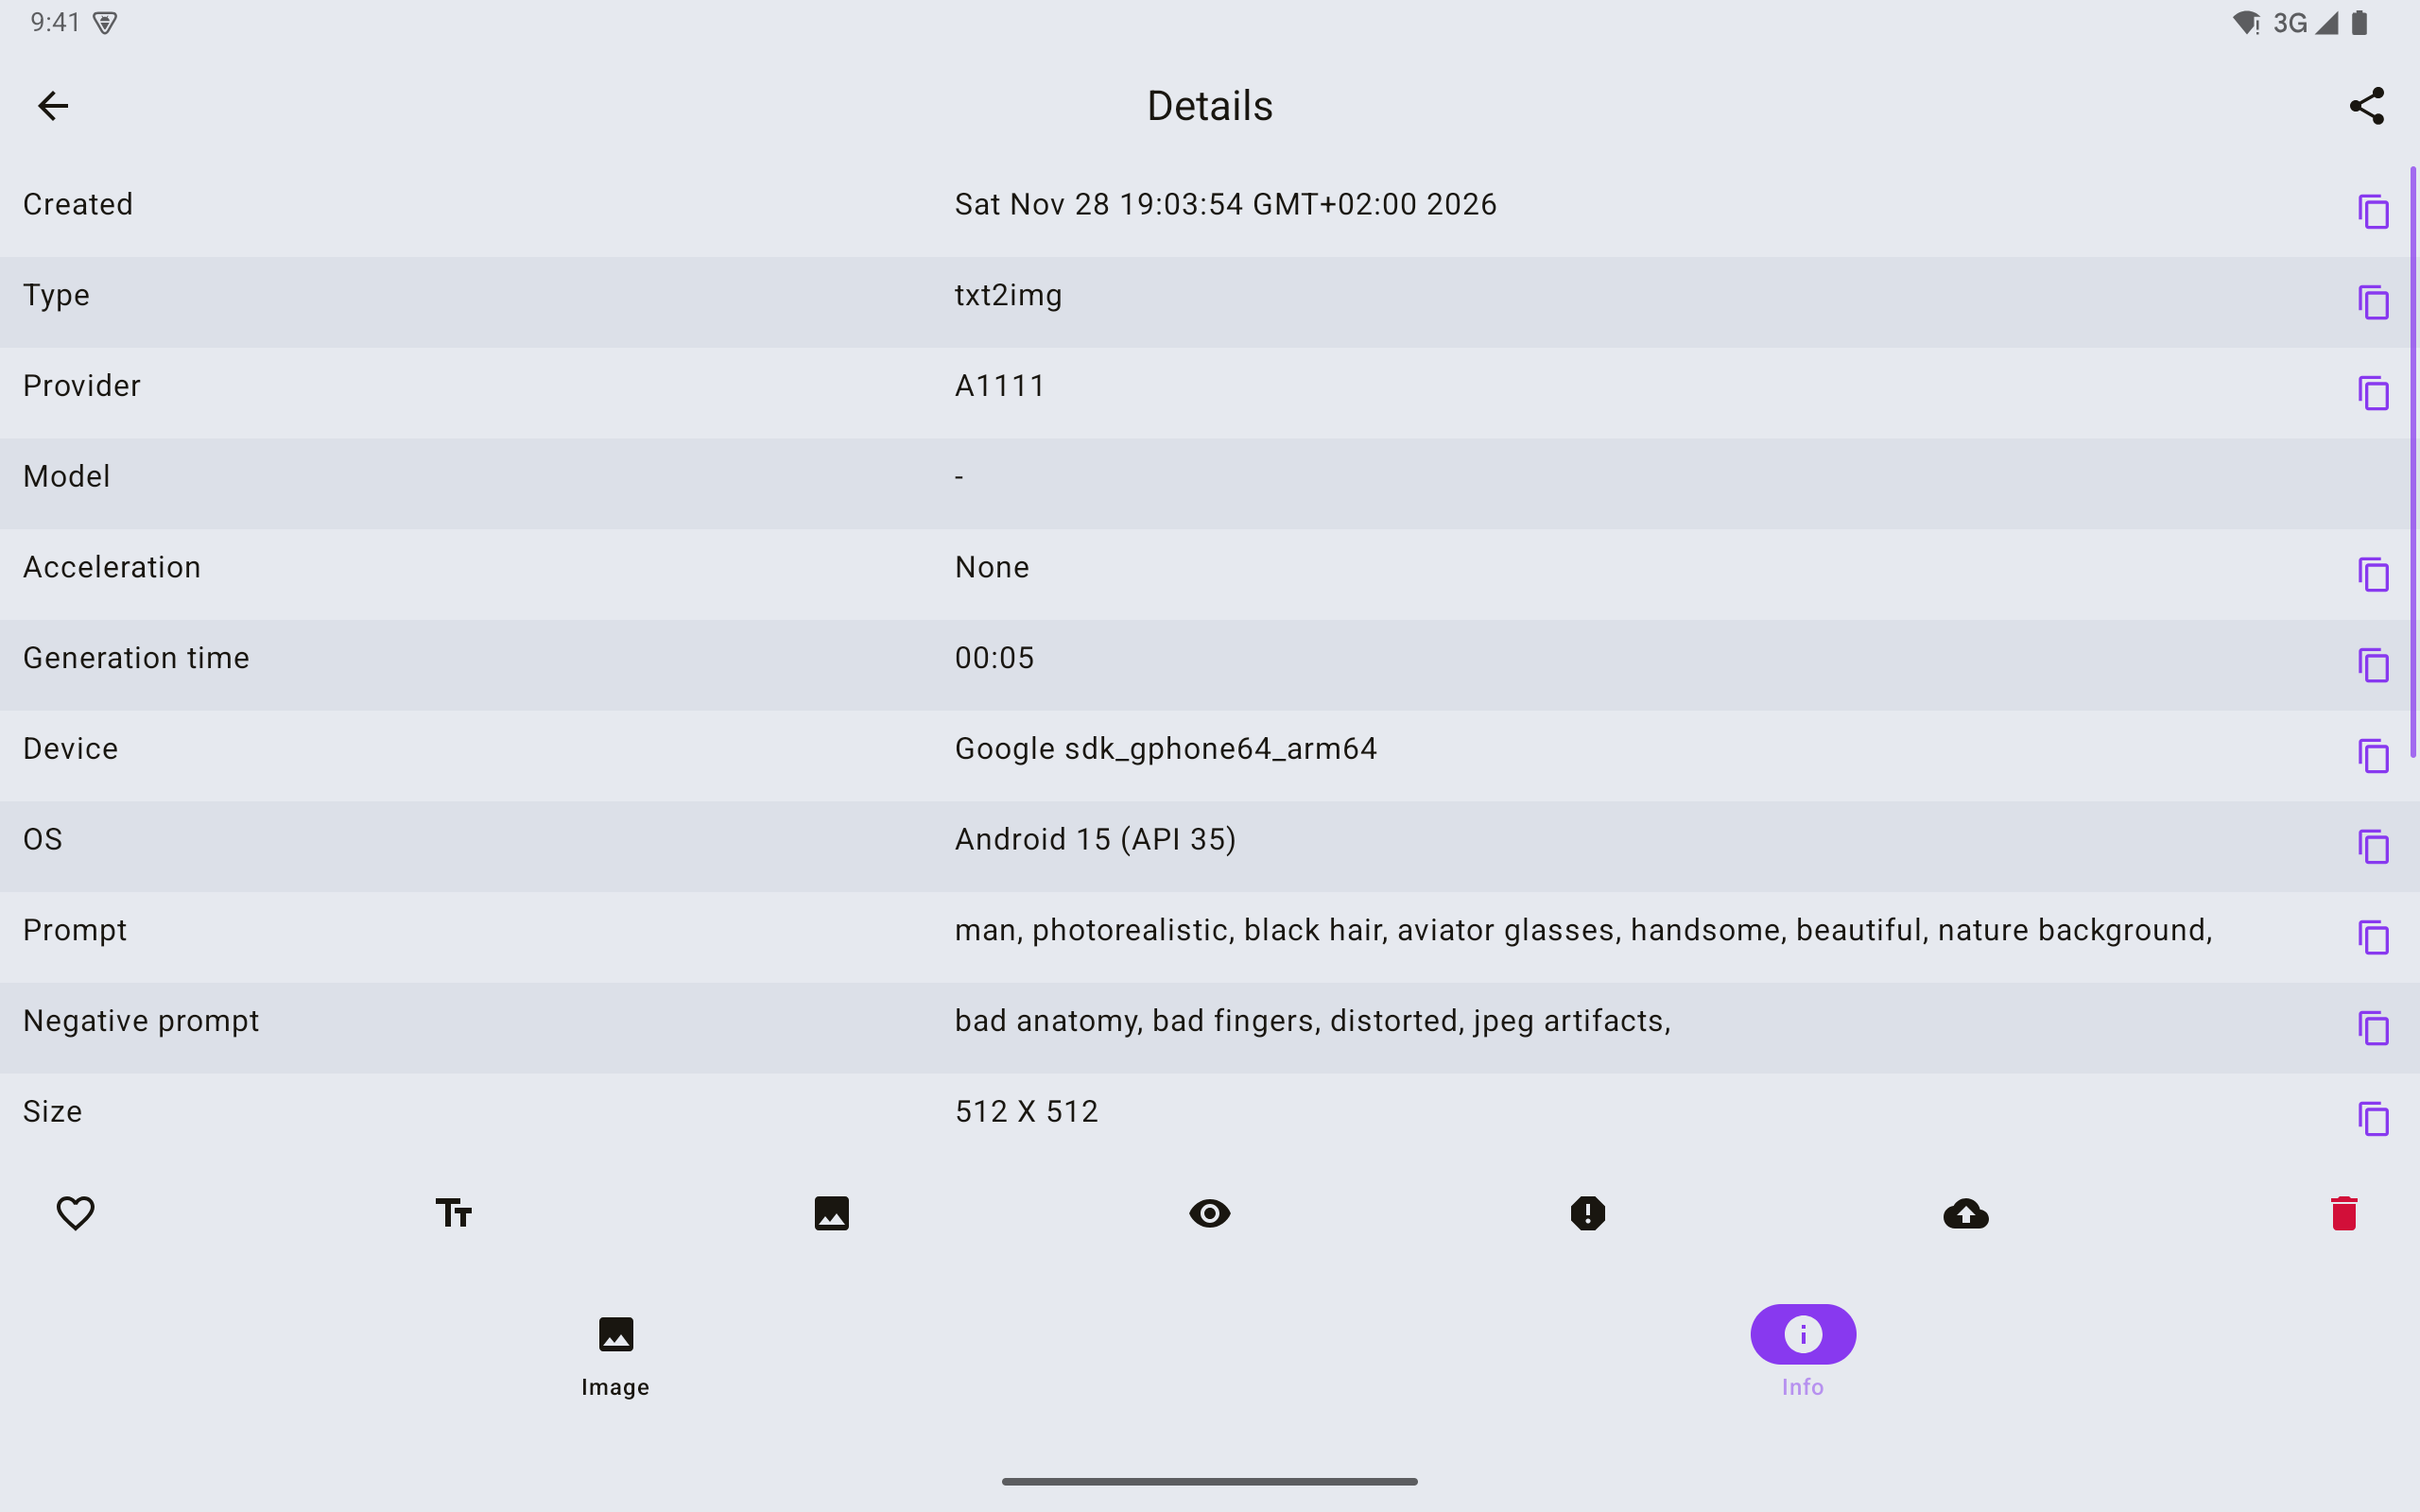 9:41
3G
Details
Created
Sat Nov 28 19:03:54 GMT+02:00 2026
Type
txt2img
Provider
A1111
Model
-
Acceleration
None
Generation time
00:05
Device
Google sdk_gphone64_arm64
OS
Android 15 (API 35)
Prompt
man, photorealistic, black hair, aviator glasses, handsome, beautiful, nature background,
Negative prompt
bad anatomy, bad fingers, distorted, jpeg artifacts,
Size
512 X 512
Image
Info